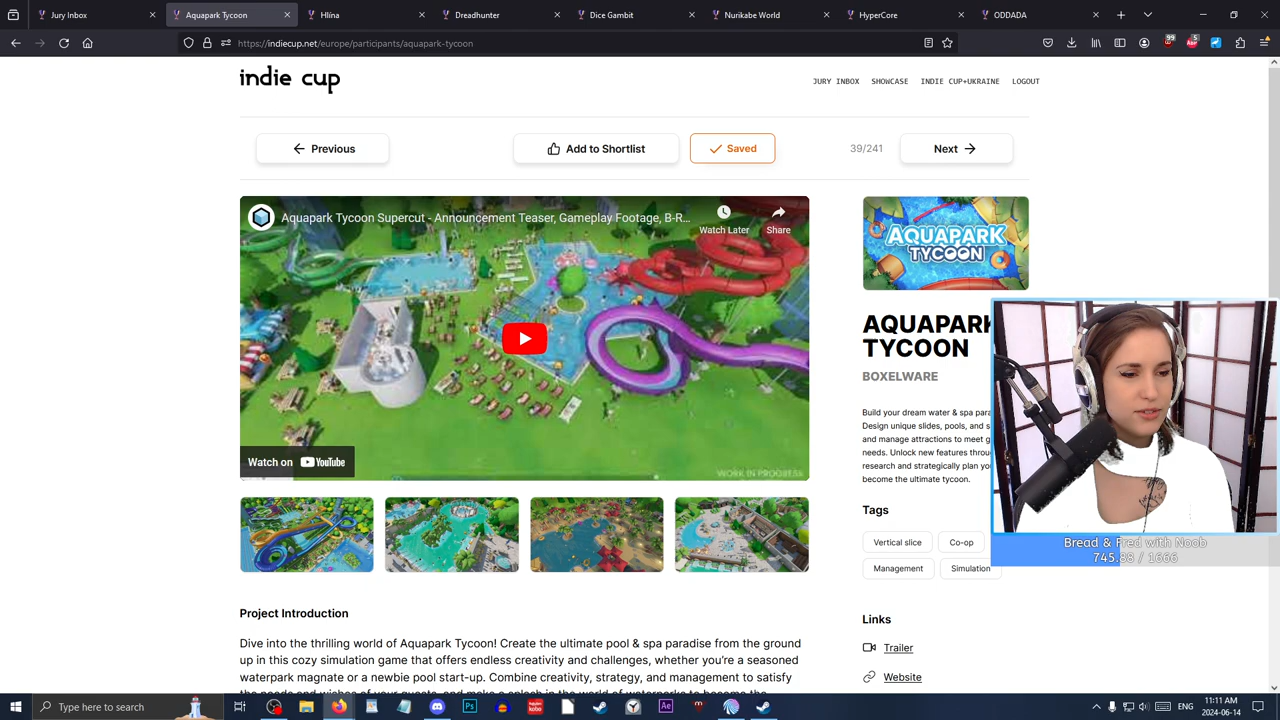 Jury Inbox
Aquapark Tycoon
Hlína
Dreadhunter
Dice Gambit
Nurikabe World
HyperCore
ODDADA
https://indiecup.net/europe/participants/aquapark-tycoon
99
indie cup
JURY INBOX
SHOWCASE
INDIE CUP+UKRAINE
LOGOUT
Previous
Add to Shortlist
Saved
39/241
Next
Aquapark Tycoon Supercut - Announcement Teaser, Gameplay Footage, B-R...
Watch Later
Share
Watch on YouTube
WORK IN PROGRESS
AQUAPARK
TYCOON
AQUAPARK
TYCOON
BOXELWARE
Build your dream water & spa para
Design unique slides, pools, and s
and manage attractions to meet g
needs. Unlock new features throu
research and strategically plan yo
become the ultimate tycoon.
Tags
Vertical slice
Co-op
Management
Simulation
Bread & Fred with Noob
745.88 / 1666
Project Introduction
Dive into the thrilling world of Aquapark Tycoon! Create the ultimate pool & spa paradise from the ground
up in this cozy simulation game that offers endless creativity and challenges, whether you're a seasoned
waterpark magnate or a newbie pool start-up. Combine creativity, strategy, and management to satisfy
Links
Trailer
Website
Type here to search
ENG
11:11 AM
2024-06-14